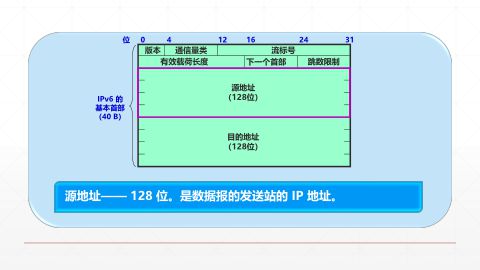 位 0 4 12 16 24 31
版本 通信量类 流标号
有效载荷长度 下一个首部 跳数限制
IPv6 的
基本首部
(40 B)
源地址
(128位)
目的地址
(128位)
源地址—— 128 位。是数据报的发送站的 IP 地址。